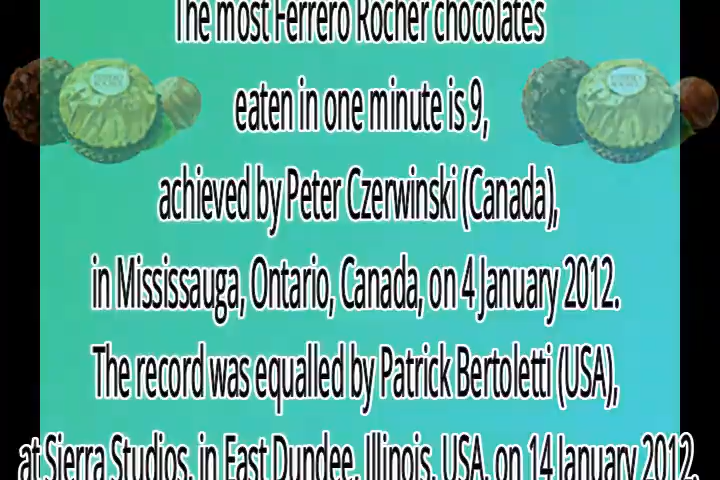 The most Ferrero Rocher chocolates
eaten in one minute is 9,
achieved by Peter Czerwinski (Canada),
in Mississauga, Ontario, Canada, on 4 January 2012.
The record was equalled by Patrick Bertoletti (USA),
at Sierra Studios, in East Dundee, Illinois, USA, on 14 January 2012.